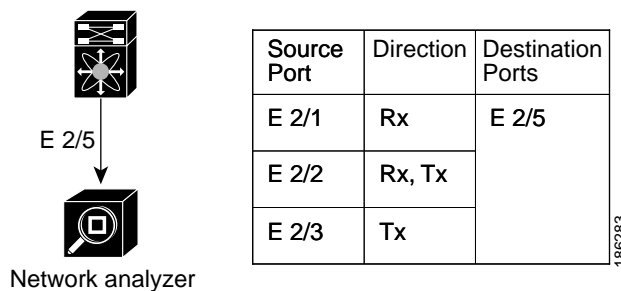 Source Port Direction Destination Ports
E 2/1 Rx E 2/5
E 2/2 Rx, Tx
E 2/3 Tx
E 2/5
Network analyzer
186283